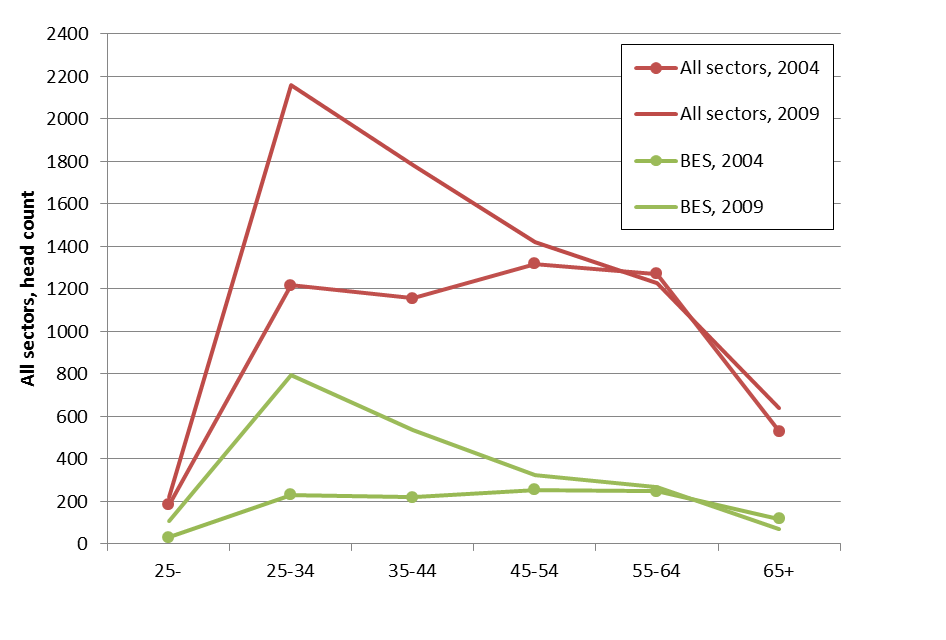 2400
2200
2000
1800
1600
1400
1200
1000
800
600
400
200
0
All sectors, head count
All sectors, 2004
All sectors, 2009
BES, 2004
BES, 2009
25- 25-34 35-44 45-54 55-64 65+